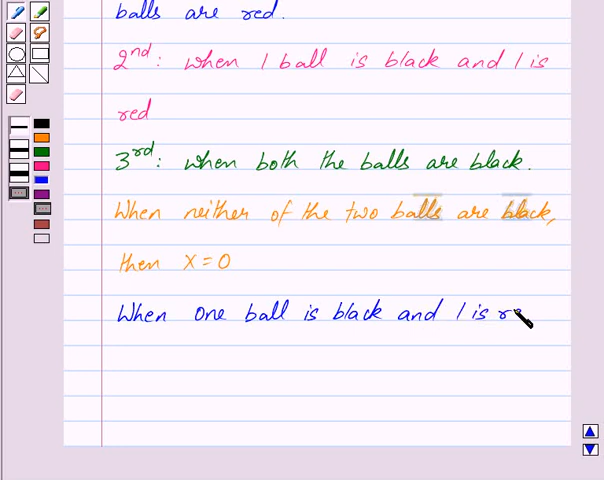 balls are red.
2nd: when 1 ball is black and 1 is
red
3rd: when both the balls are black.
When neither of the two balls are black,
then x = 0
When one ball is black and 1 is re